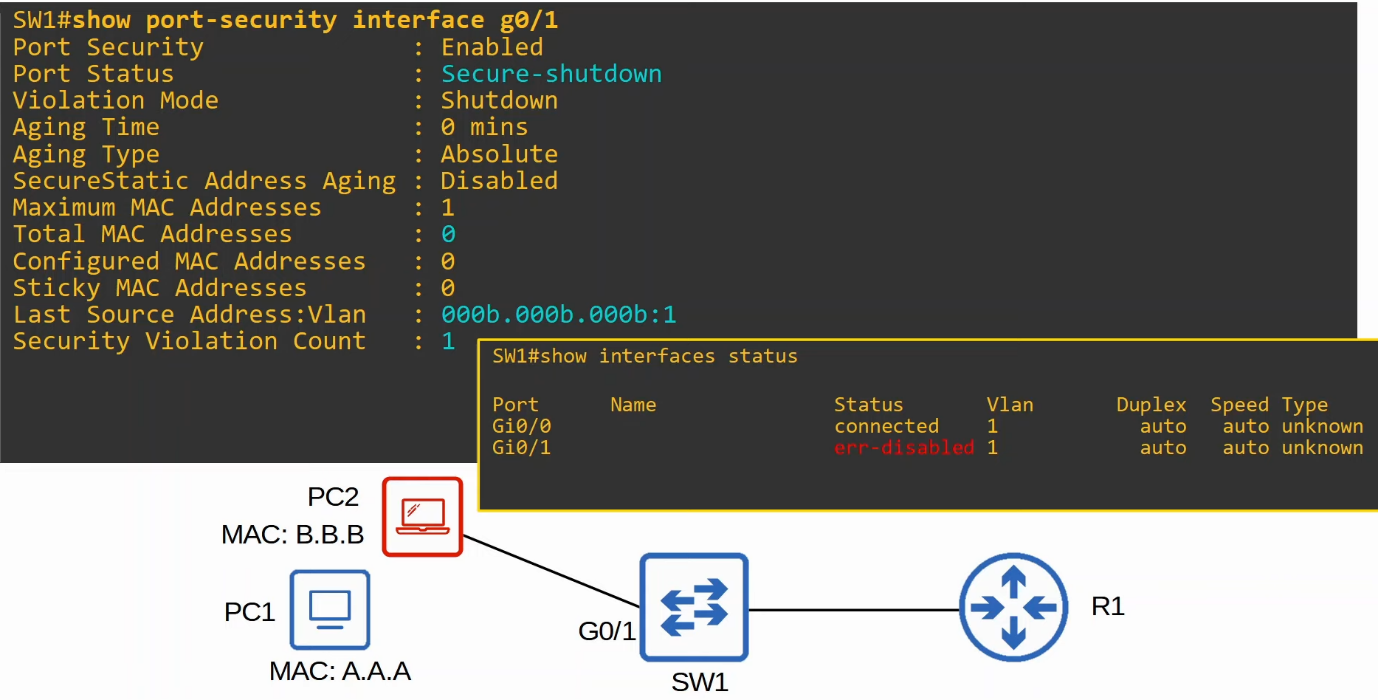 SW1#show port-security interface g0/1
Port Security : Enabled
Port Status : Secure-shutdown
Violation Mode : Shutdown
Aging Time : 0 mins
Aging Type : Absolute
SecureStatic Address Aging : Disabled
Maximum MAC Addresses : 1
Total MAC Addresses : 0
Configured MAC Addresses : 0
Sticky MAC Addresses : 0
Last Source Address:Vlan : 000b.000b.000b:1
Security Violation Count : 1
SW1#show interfaces status
Port Name Status Vlan Duplex Speed Type
Gi0/0 connected 1 auto auto unknown
Gi0/1 err-disabled 1 auto auto unknown
PC2
MAC: B.B.B
PC1
MAC: A.A.A
G0/1
SW1
R1